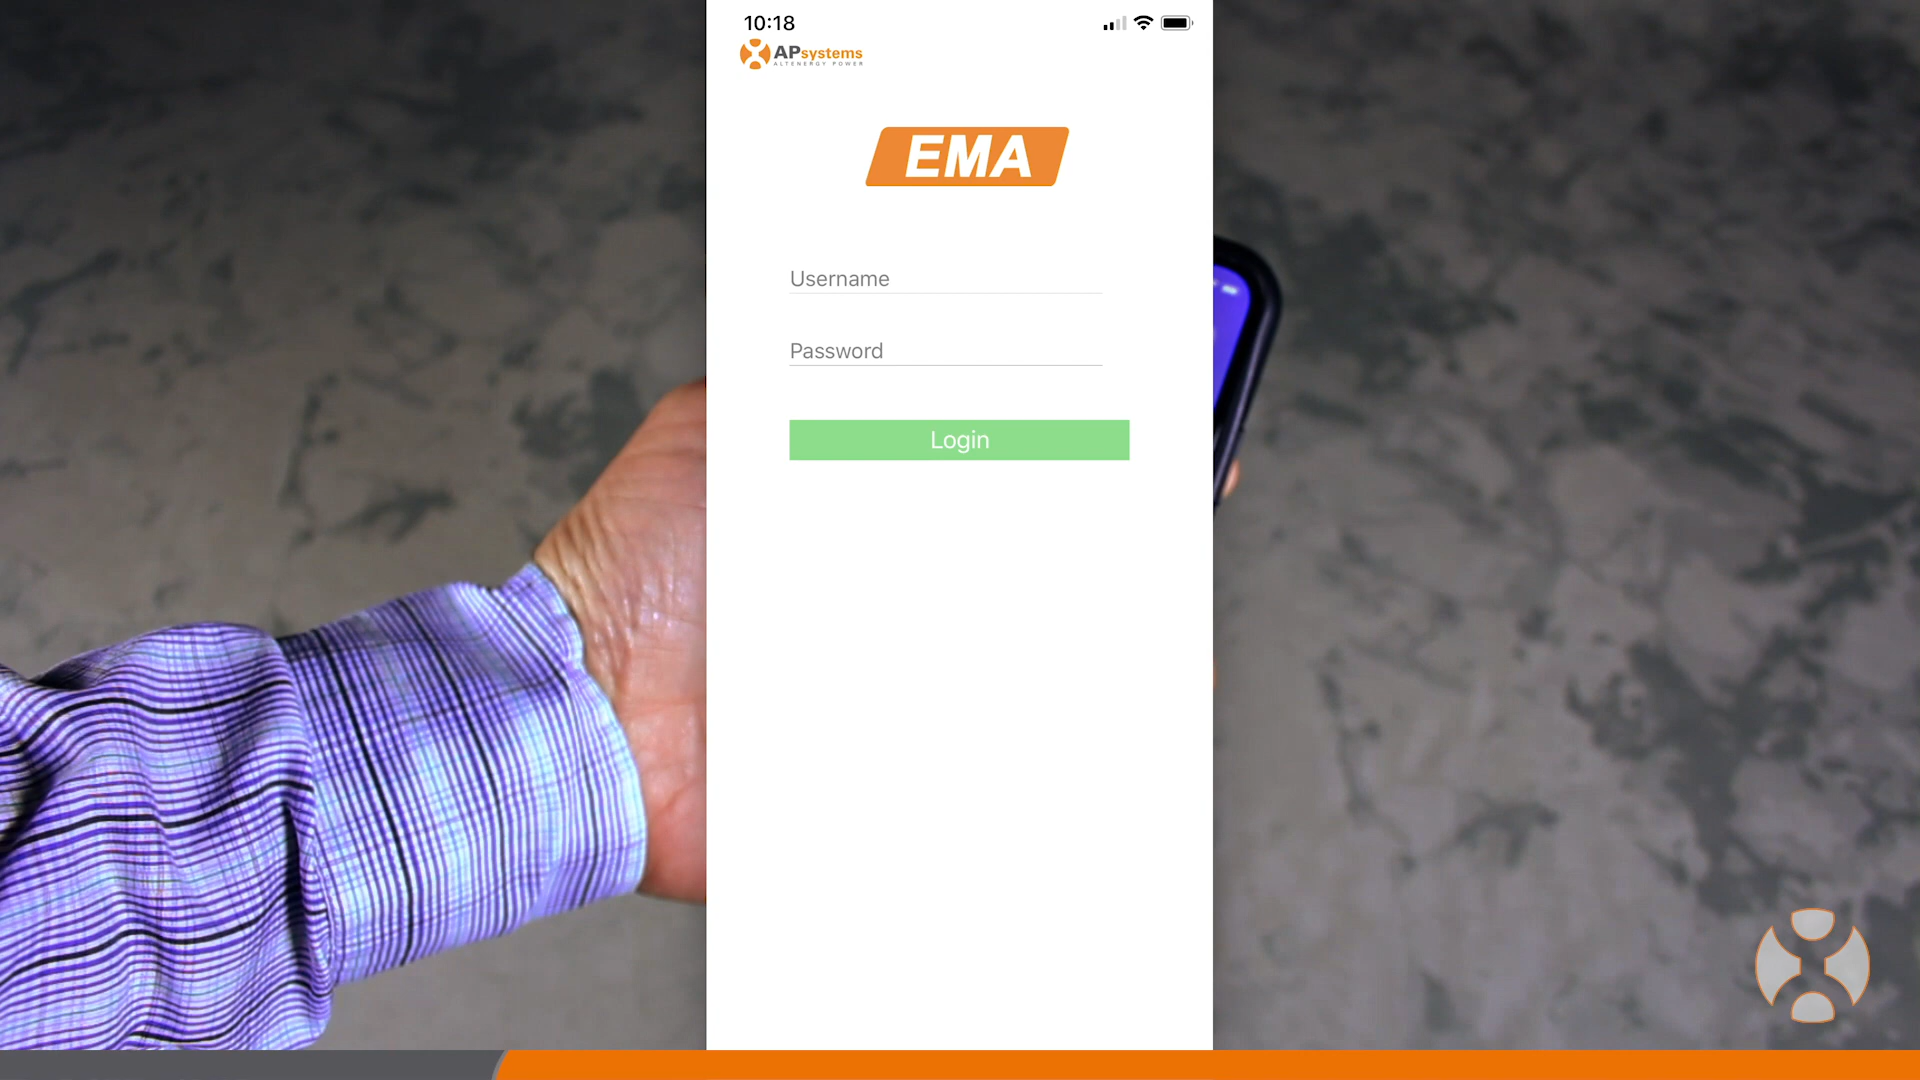 10:18
APsystems
ALTENERGY POWER
EMA
Username
Password
Login